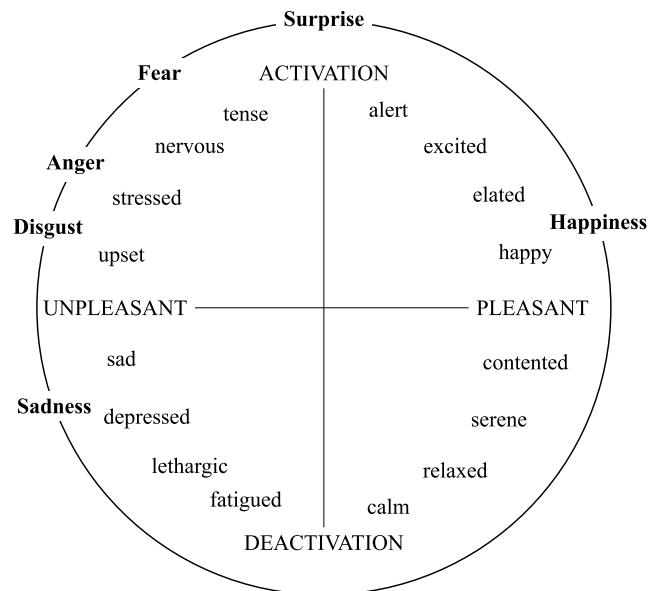 Surprise
Fear
ACTIVATION
tense
alert
nervous
excited
Anger
stressed
elated
Disgust
Happiness
upset
happy
UNPLEASANT
PLEASANT
sad
contented
Sadness
depressed
serene
lethargic
relaxed
fatigued
calm
DEACTIVATION